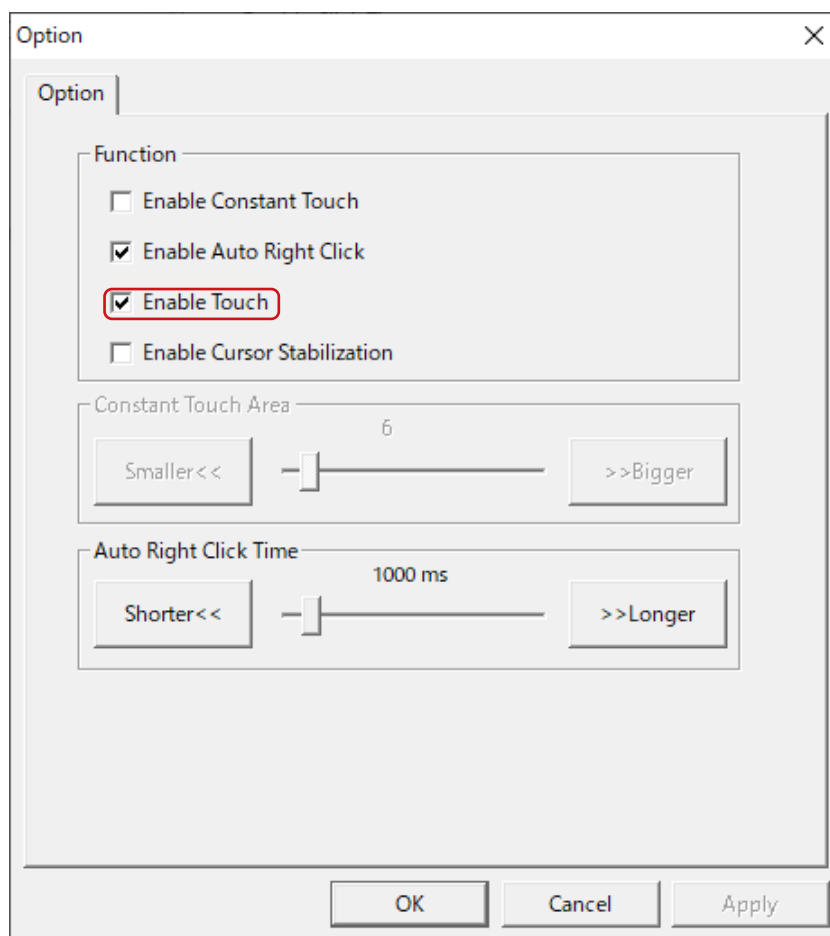 Option
Option
Function
Enable Constant Touch
Enable Auto Right Click
Enable Touch
Enable Cursor Stabilization
Constant Touch Area
6
Smaller<<
>>Bigger
Auto Right Click Time
1000 ms
Shorter<<
>>Longer
OK
Cancel
Apply